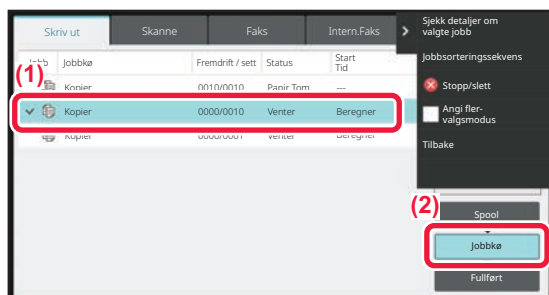 Skriv ut
Skanne
Faks
Intern.Faks
Sjekk detaljer om
valgte jobb
Jobbkø
Fremdrift / sett
Status
Start
Tid
Jobbsorteringssekvens
(1)
Kopier
0010/0010
Papir Tom
---
Stopp/slett
Kopier
0000/0010
Venter
Beregner
Angi fler-
valgsmodus
Kopier
0000/0001
Venter
Beregner
Tilbake
(2)
Spool
Jobbkø
Fullført